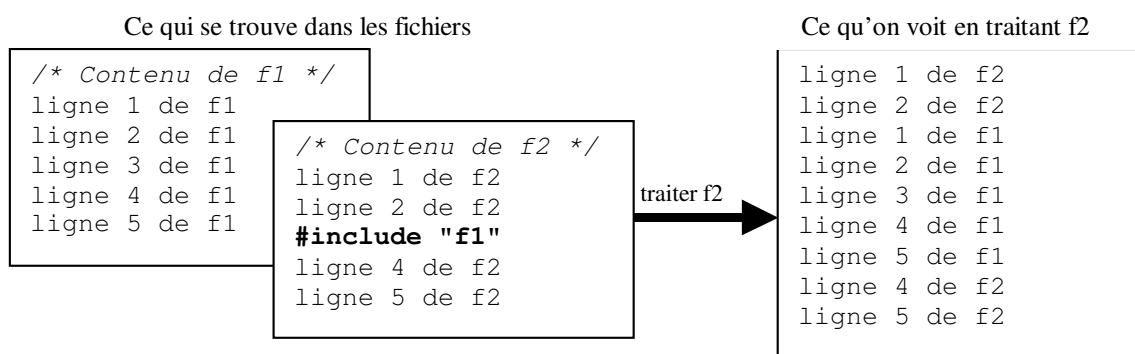 Ce qui se trouve dans les fichiers
/* Contenu de f1 */
ligne 1 de f1
ligne 2 de f1
ligne 3 de f1
ligne 4 de f1
ligne 5 de f1
/* Contenu de f2 */
ligne 1 de f2
ligne 2 de f2
#include "f1"
ligne 4 de f2
ligne 5 de f2
traiter f2
Ce qu’on voit en traitant f2
ligne 1 de f2
ligne 2 de f2
ligne 1 de f1
ligne 2 de f1
ligne 3 de f1
ligne 4 de f1
ligne 5 de f1
ligne 4 de f2
ligne 5 de f2